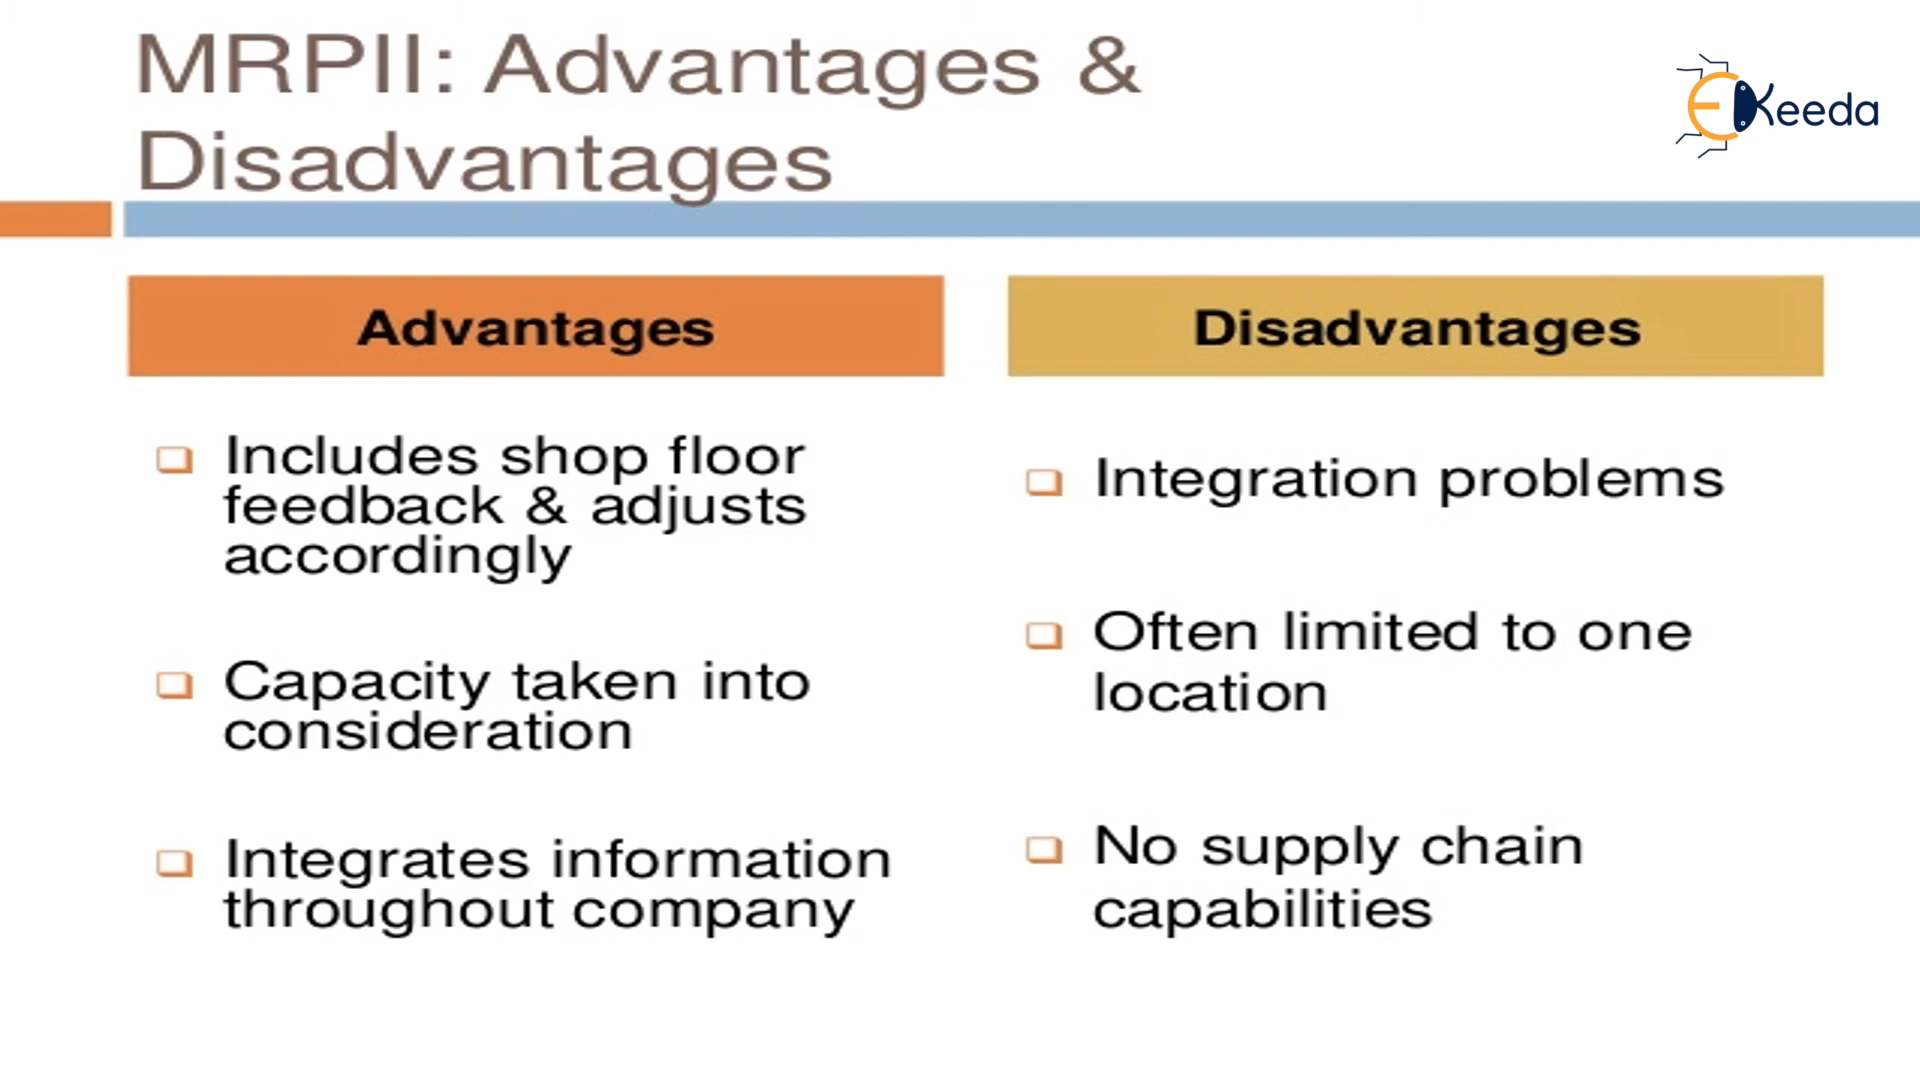 MRPII: Advantages &
Disadvantages
EKeeda
Advantages
Includes shop floor
feedback & adjusts
accordingly
Capacity taken into
consideration
Integrates information
throughout company
Disadvantages
Integration problems
Often limited to one
location
No supply chain
capabilities